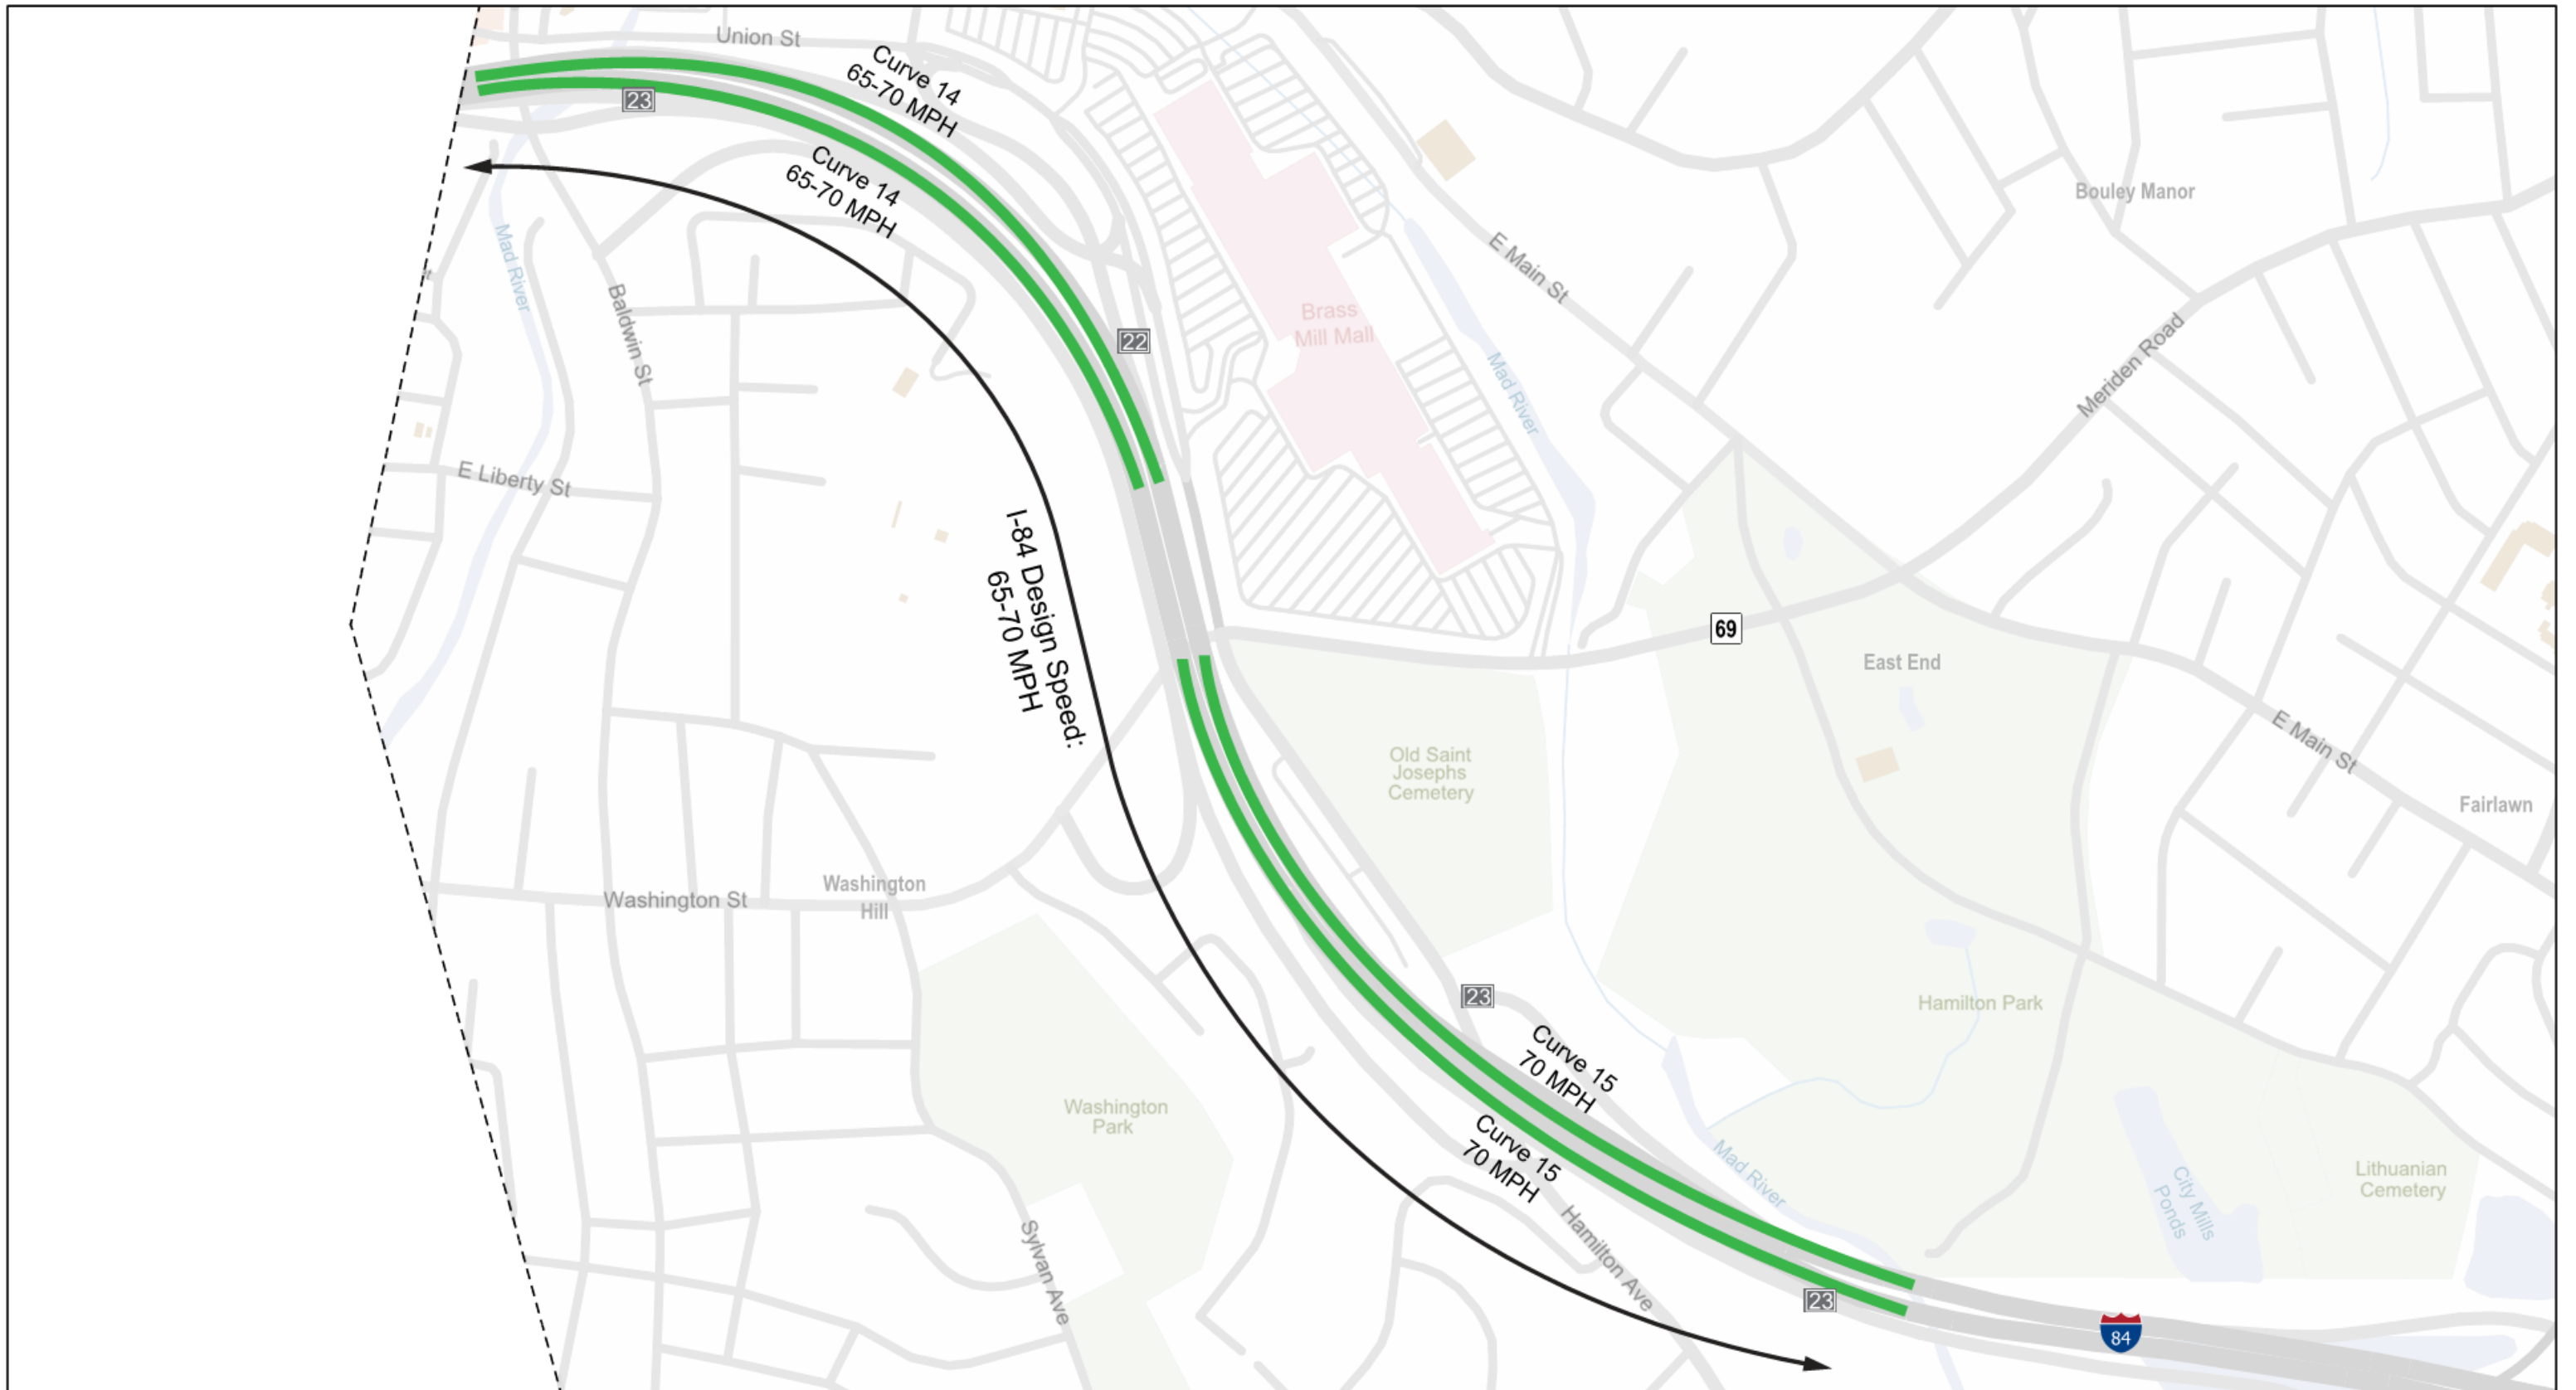 Union St
Curve 14
65-70 MPH
23
Curve 14
65-70 MPH
Bouley Manor
Mad River
E Main St
Baldwin St
Brass
Mill Mall
22
Mad River
Meriden Road
E Liberty St
I-84 Design Speed:
65-70 MPH
69
East End
E Main St
Old Saint
Josephs
Cemetery
Fairlawn
Washington St
Washington
Hill
23
Hamilton Park
Curve 15
70 MPH
Washington
Park
Curve 15
70 MPH
Mad River
City Mills
Ponds
Lithuanian
Cemetery
Sylvan Ave
Hamilton Ave
23
84